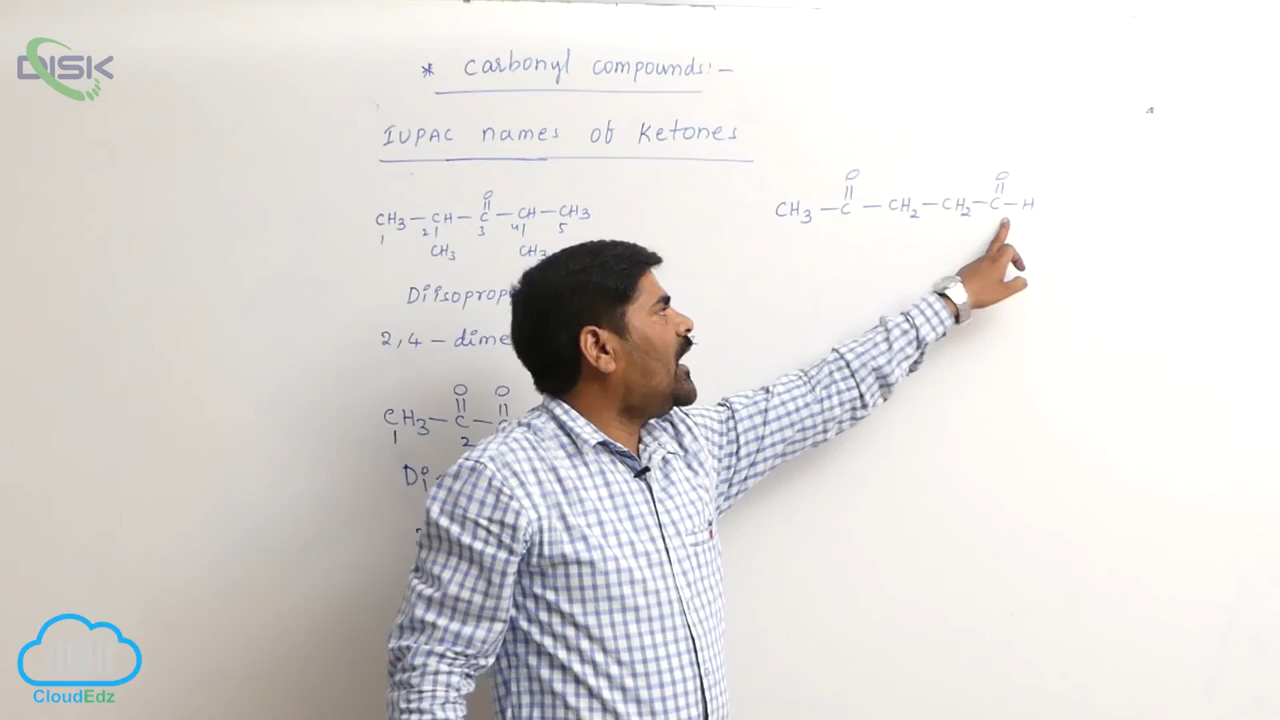 DISK
* Carbonyl compounds:-
IUPAC names of Ketones
O
CH3 — CH — C — CH — CH3
1 2 3 4 5
CH3 CH3
2,4 - dime
O O
CH3 — C — C
1 2
O O
CH3 — C — CH2 — CH2 — C — H
CloudEdz